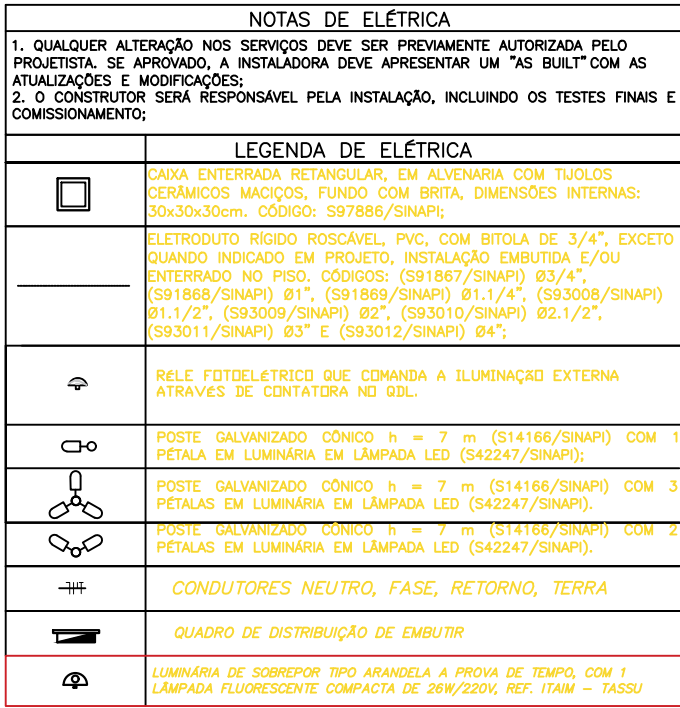 NOTAS DE ELÉTRICA
1. QUALQUER ALTERAÇÃO NOS SERVIÇOS DEVE SER PREVIAMENTE AUTORIZADA PELO
PROJETISTA. SE APROVADO, A INSTALADORA DEVE APRESENTAR UM "AS BUILT" COM AS
ATUALIZAÇÕES E MODIFICAÇÕES;
2. O CONSTRUTOR SERÁ RESPONSÁVEL PELA INSTALAÇÃO, INCLUINDO OS TESTES FINAIS E
COMISSIONAMENTO;
LEGENDA DE ELÉTRICA
CAIXA ENTERRADA RETANGULAR, EM ALVENARIA COM TIJOLOS
CERÂMICOS MACIÇOS, FUNDO COM BRITA, DIMENSÕES INTERNAS:
30x30x30cm. CÓDIGO: S97886/SINAPI;
ELETRODUTO RÍGIDO ROSCÁVEL, PVC, COM BITOLA DE 3/4", EXCETO
QUANDO INDICADO EM PROJETO, INSTALAÇÃO EMBUTIDA E/OU
ENTERRADO NO PISO. CÓDIGOS: (S91867/SINAPI) Ø3/4",
(S91868/SINAPI) Ø1", (S91869/SINAPI) Ø1.1/4", (S93008/SINAPI)
Ø1.1/2", (S93009/SINAPI) Ø2", (S93010/SINAPI) Ø2.1/2",
(S93011/SINAPI) Ø3" E (S93012/SINAPI) Ø4";
RÉLE FOTOELÉTRICO QUE COMANDA A ILUMINAÇÃO EXTERNA
ATRAVÉS DE CONTATORA NO QDL.
POSTE GALVANIZADO CÔNICO h = 7 m (S14166/SINAPI) COM 1
PÉTALA EM LUMINÁRIA EM LÂMPADA LED (S42247/SINAPI);
POSTE GALVANIZADO CÔNICO h = 7 m (S14166/SINAPI) COM 3
PÉTALAS EM LUMINÁRIA EM LÂMPADA LED (S42247/SINAPI).
POSTE GALVANIZADO CÔNICO h = 7 m (S14166/SINAPI) COM 2
PÉTALAS EM LUMINÁRIA EM LÂMPADA LED (S42247/SINAPI).
CONDUTORES NEUTRO, FASE, RETORNO, TERRA
QUADRO DE DISTRIBUIÇÃO DE EMBUTIR
LUMINÁRIA DE SOBREPOR TIPO ARANDELA A PROVA DE TEMPO, COM 1
LÂMPADA FLUORESCENTE COMPACTA DE 26W/220V, REF. ITAIM – TASSU